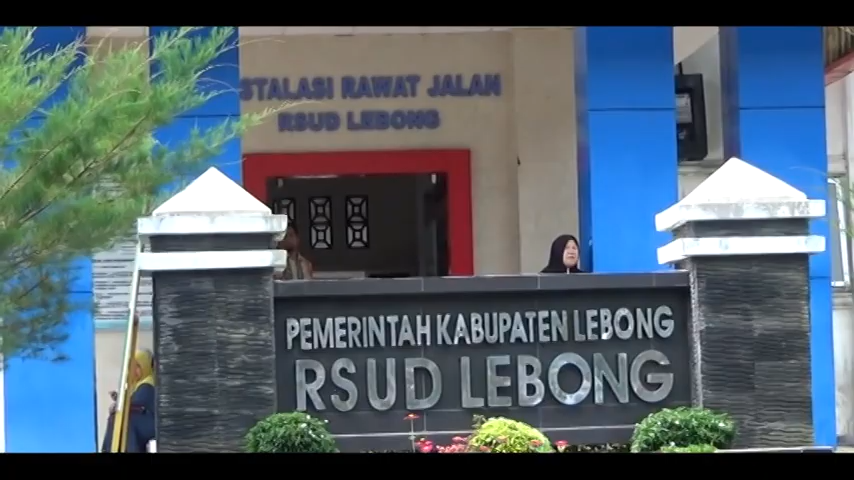 STALASI RAWAT JALAN
RSUD LEBONG
PEMERINTAH KABUPATEN LEBONG
RSUD LEBONG